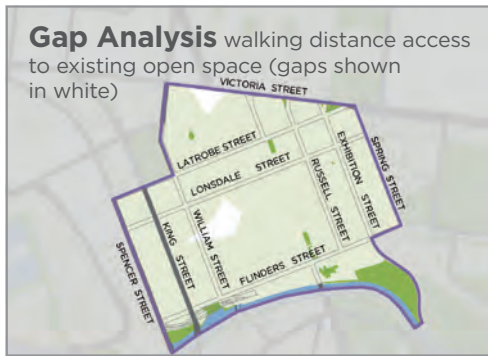 Gap Analysis walking distance access
to existing open space (gaps shown
in white)
VICTORIA STREET
LATROBE STREET
LONSDALE STREET
EXHIBITION STREET
SPRING STREET
RUSSELL STREET
WILLIAM STREET
KING STREET
SPENCER STREET
FLINDERS STREET